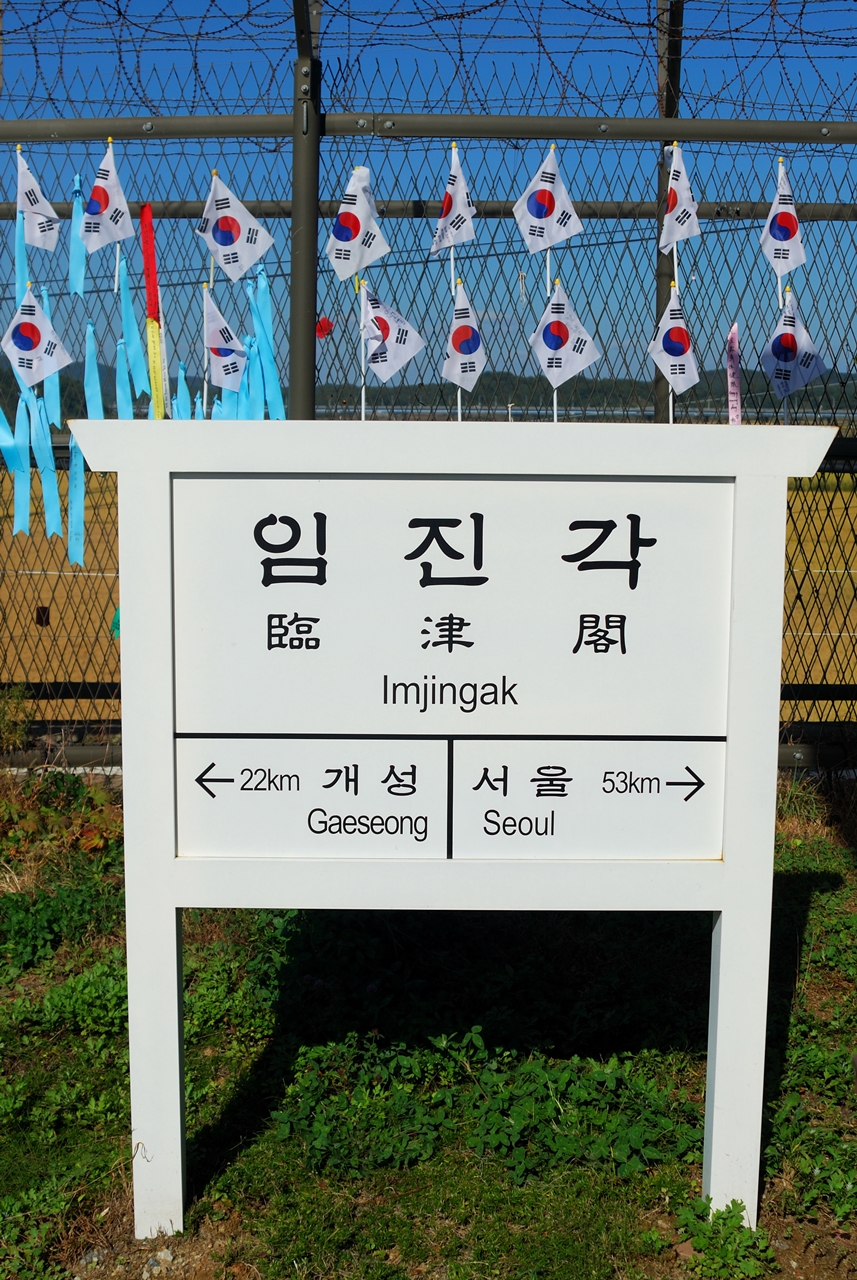 임 진 각
臨 津 閣
Imjingak
←22km 개 성
Gaeseong
서 울 53km→
Seoul